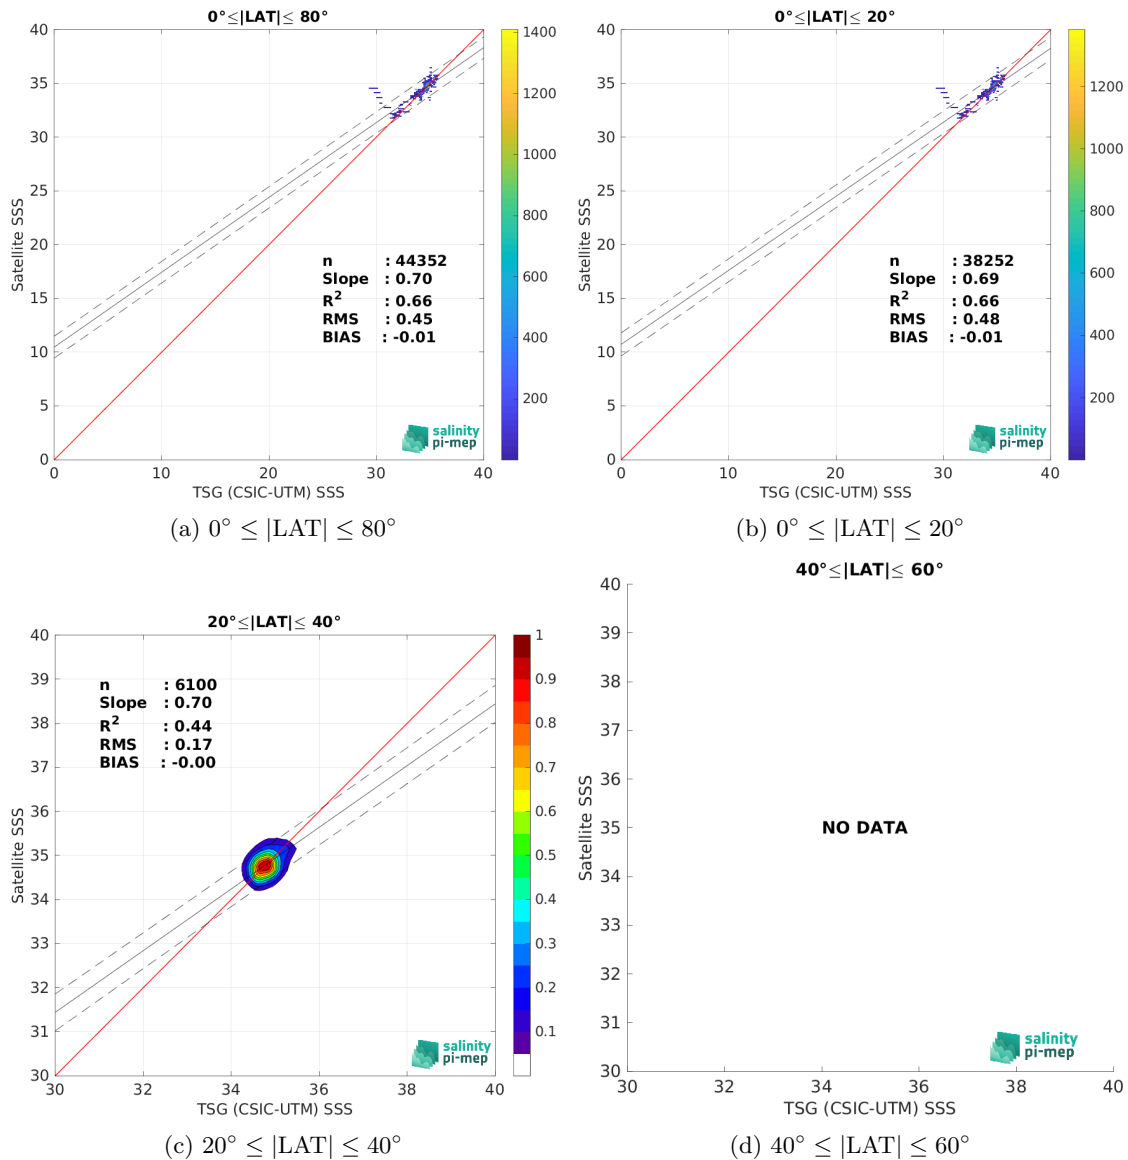 0°≤|LAT|≤ 80°
40
35
30
25
20
15
10
5
0
Satellite SSS
n : 44352
Slope : 0.70
R² : 0.66
RMS : 0.45
BIAS : -0.01
salinity
pi-mep
0 10 20 30 40
TSG (CSIC-UTM) SSS
1400
1200
1000
800
600
400
200
(a) 0° ≤ |LAT| ≤ 80°
0°≤|LAT|≤ 20°
40
35
30
25
20
15
10
5
0
Satellite SSS
n : 38252
Slope : 0.69
R² : 0.66
RMS : 0.48
BIAS : -0.01
salinity
pi-mep
0 10 20 30 40
TSG (CSIC-UTM) SSS
1200
1000
800
600
400
200
(b) 0° ≤ |LAT| ≤ 20°
20°≤|LAT|≤ 40°
40
39
38
37
36
35
34
33
32
31
30
Satellite SSS
n : 6100
Slope : 0.70
R² : 0.44
RMS : 0.17
BIAS : -0.00
salinity
pi-mep
30 32 34 36 38 40
TSG (CSIC-UTM) SSS
1
0.9
0.8
0.7
0.6
0.5
0.4
0.3
0.2
0.1
(c) 20° ≤ |LAT| ≤ 40°
40°≤|LAT|≤ 60°
40
39
38
37
36
35
34
33
32
31
30
Satellite SSS
NO DATA
salinity
pi-mep
30 32 34 36 38 40
TSG (CSIC-UTM) SSS
(d) 40° ≤ |LAT| ≤ 60°